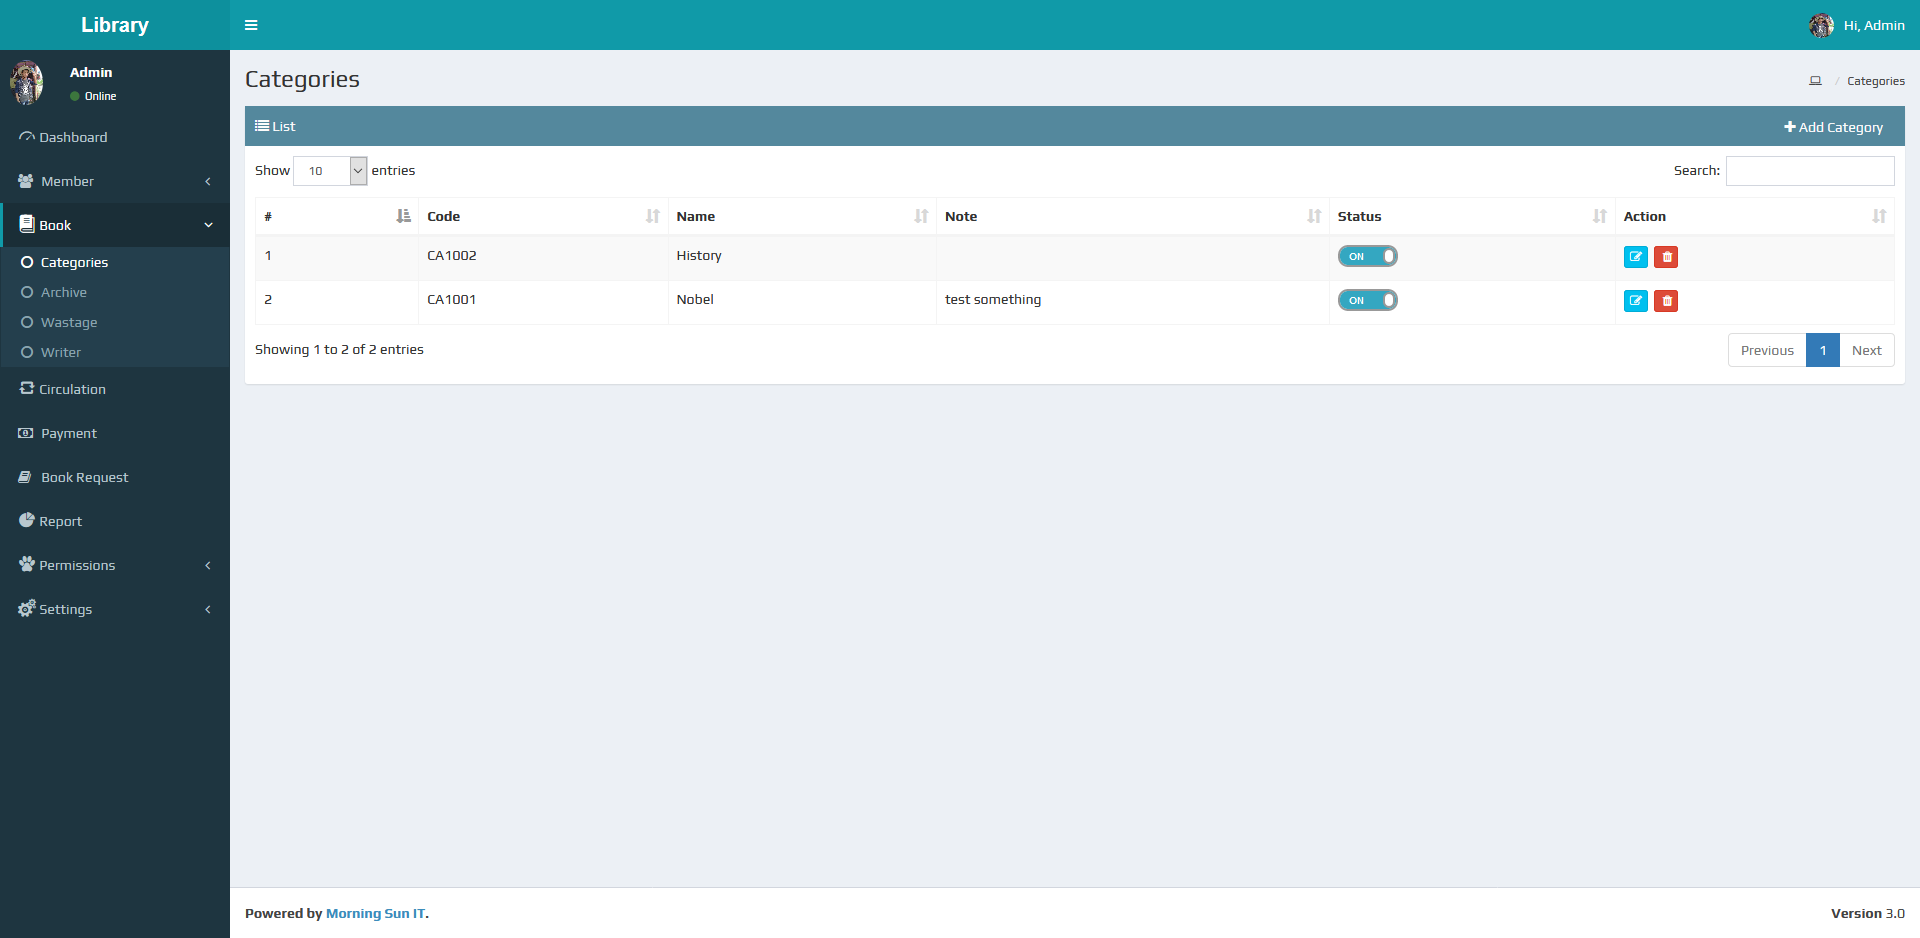 Library
Hi, Admin
Admin
Online
Dashboard
Member
Book
Categories
Archive
Wastage
Writer
Circulation
Payment
Book Request
Report
Permissions
Settings
Categories
/ Categories
List
Add Category
Show 10 entries
Search:
# Code Name Note Status Action
1 CA1002 History ON
2 CA1001 Nobel test something ON
Showing 1 to 2 of 2 entries
Previous 1 Next
Powered by Morning Sun IT.
Version 3.0